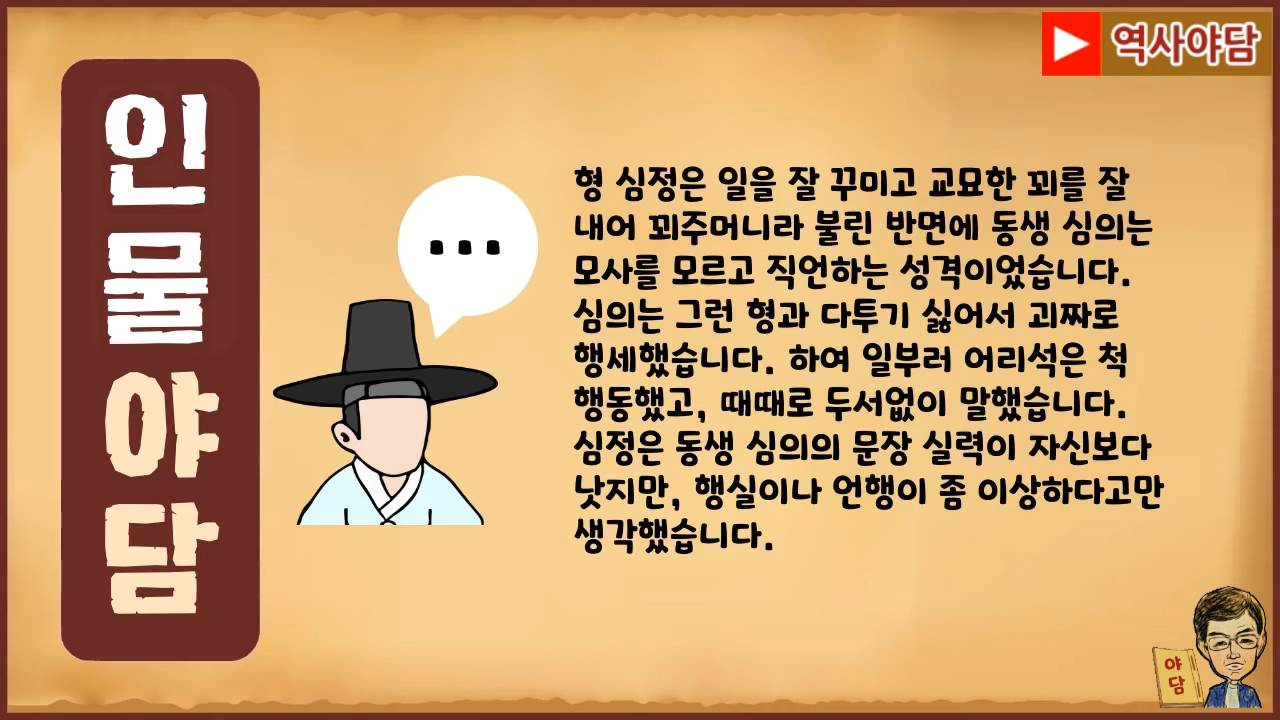 역사야담
인물야담
...
형 심정은 일을 잘 꾸미고 교묘한 꾀를 잘
내어 꾀주머니라 불린 반면에 동생 심의는
모사를 모르고 직언하는 성격이었습니다.
심의는 그런 형과 다투기 싫어서 괴짜로
행세했습니다. 하여 일부러 어리석은 척
행동했고, 때때로 두서없이 말했습니다.
심정은 동생 심의의 문장 실력이 자신보다
낫지만, 행실이나 언행이 좀 이상하다고만
생각했습니다.
야담